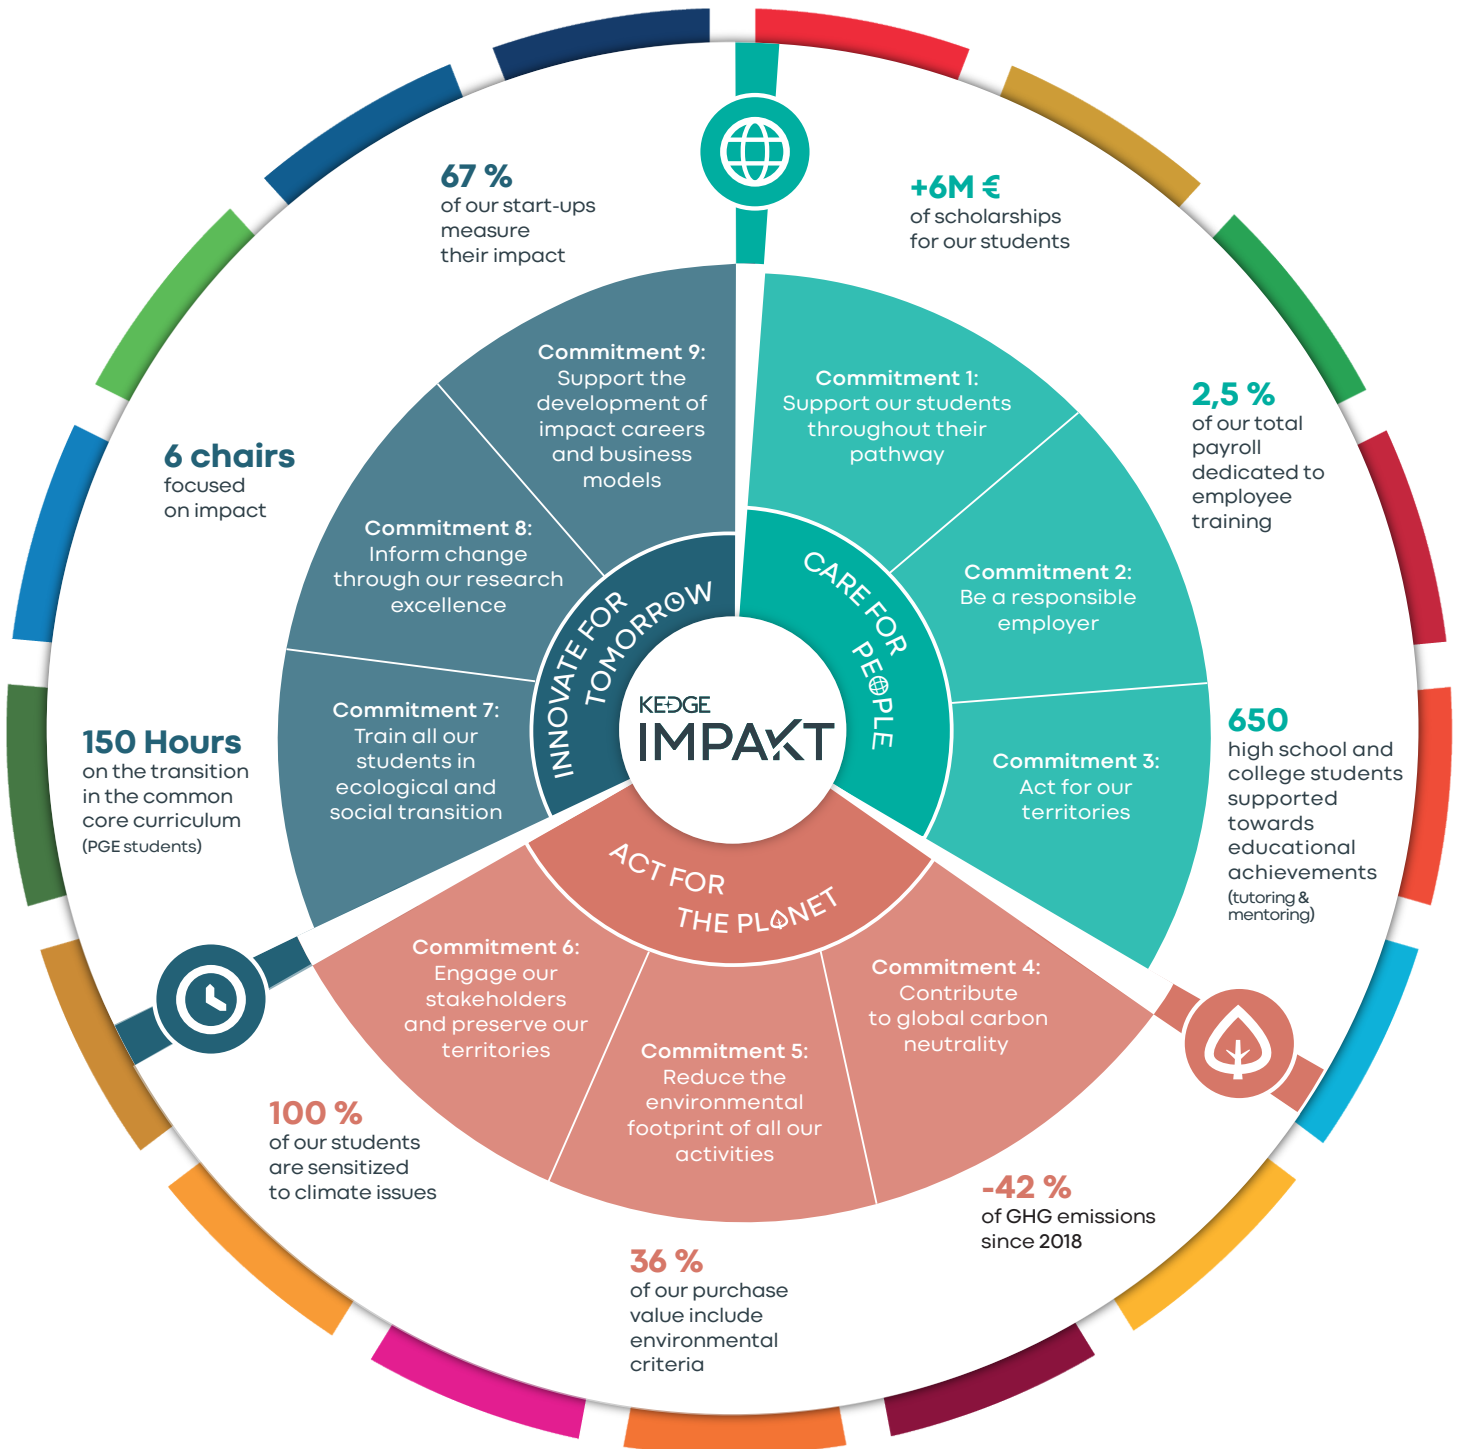 KEDGE
IMPAKT
CARE FOR
PEOPLE
Commitment 1:
Support our students
throughout their
pathway
+6M €
of scholarships
for our students
Commitment 2:
Be a responsible
employer
2,5 %
of our total
payroll
dedicated to
employee
training
Commitment 3:
Act for our
territories
650
high school and
college students
supported
towards
educational
achievements
(tutoring &
mentoring)
ACT FOR
THE PLANET
Commitment 4:
Contribute
to global carbon
neutrality
-42 %
of GHG emissions
since 2018
Commitment 5:
Reduce the
environmental
footprint of all our
activities
36 %
of our purchase
value include
environmental
criteria
Commitment 6:
Engage our
stakeholders
and preserve our
territories
100 %
of our students
are sensitized
to climate issues
INNOVATE FOR
TOMORROW
Commitment 7:
Train all our
students in
ecological and
social transition
150 Hours
on the transition
in the common
core curriculum
(PGE students)
Commitment 8:
Inform change
through our research
excellence
6 chairs
focused
on impact
Commitment 9:
Support the
development of
impact careers
and business
models
67 %
of our start-ups
measure
their impact